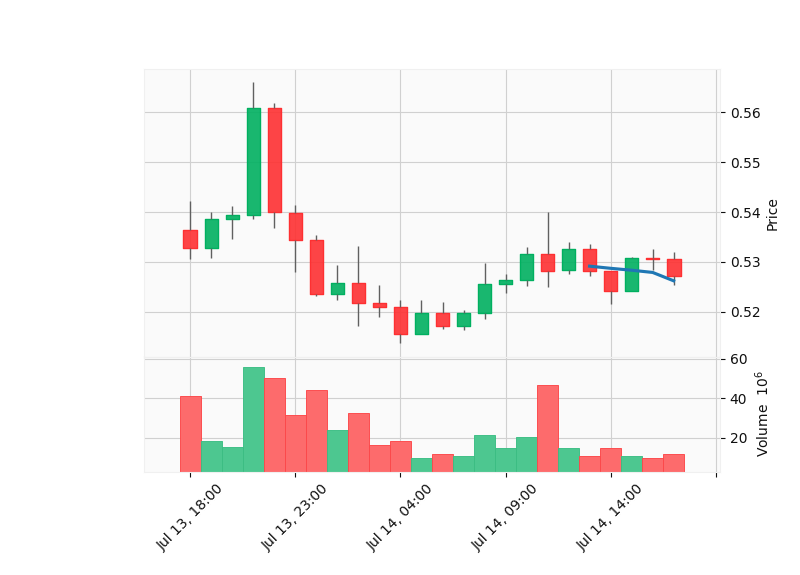 0.56
0.55
0.54
0.53
0.52
Price
60
40
20
Volume 10^6
Jul 13, 18:00
Jul 13, 23:00
Jul 14, 04:00
Jul 14, 09:00
Jul 14, 14:00